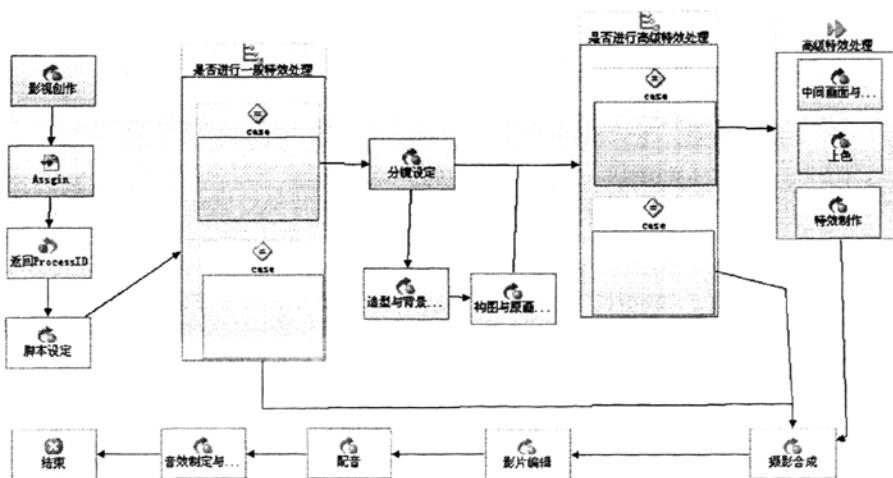 影视创作
Assgin
返回ProcessID
脚本设定
是否进行一般特效处理
case
case
分镜设定
造型与背景...
构图与原画...
是否进行高级特效处理
case
case
高级特效处理
中间画面与...
上色
特效制作
结束
音效制定与...
配音
影片编辑
摄影合成